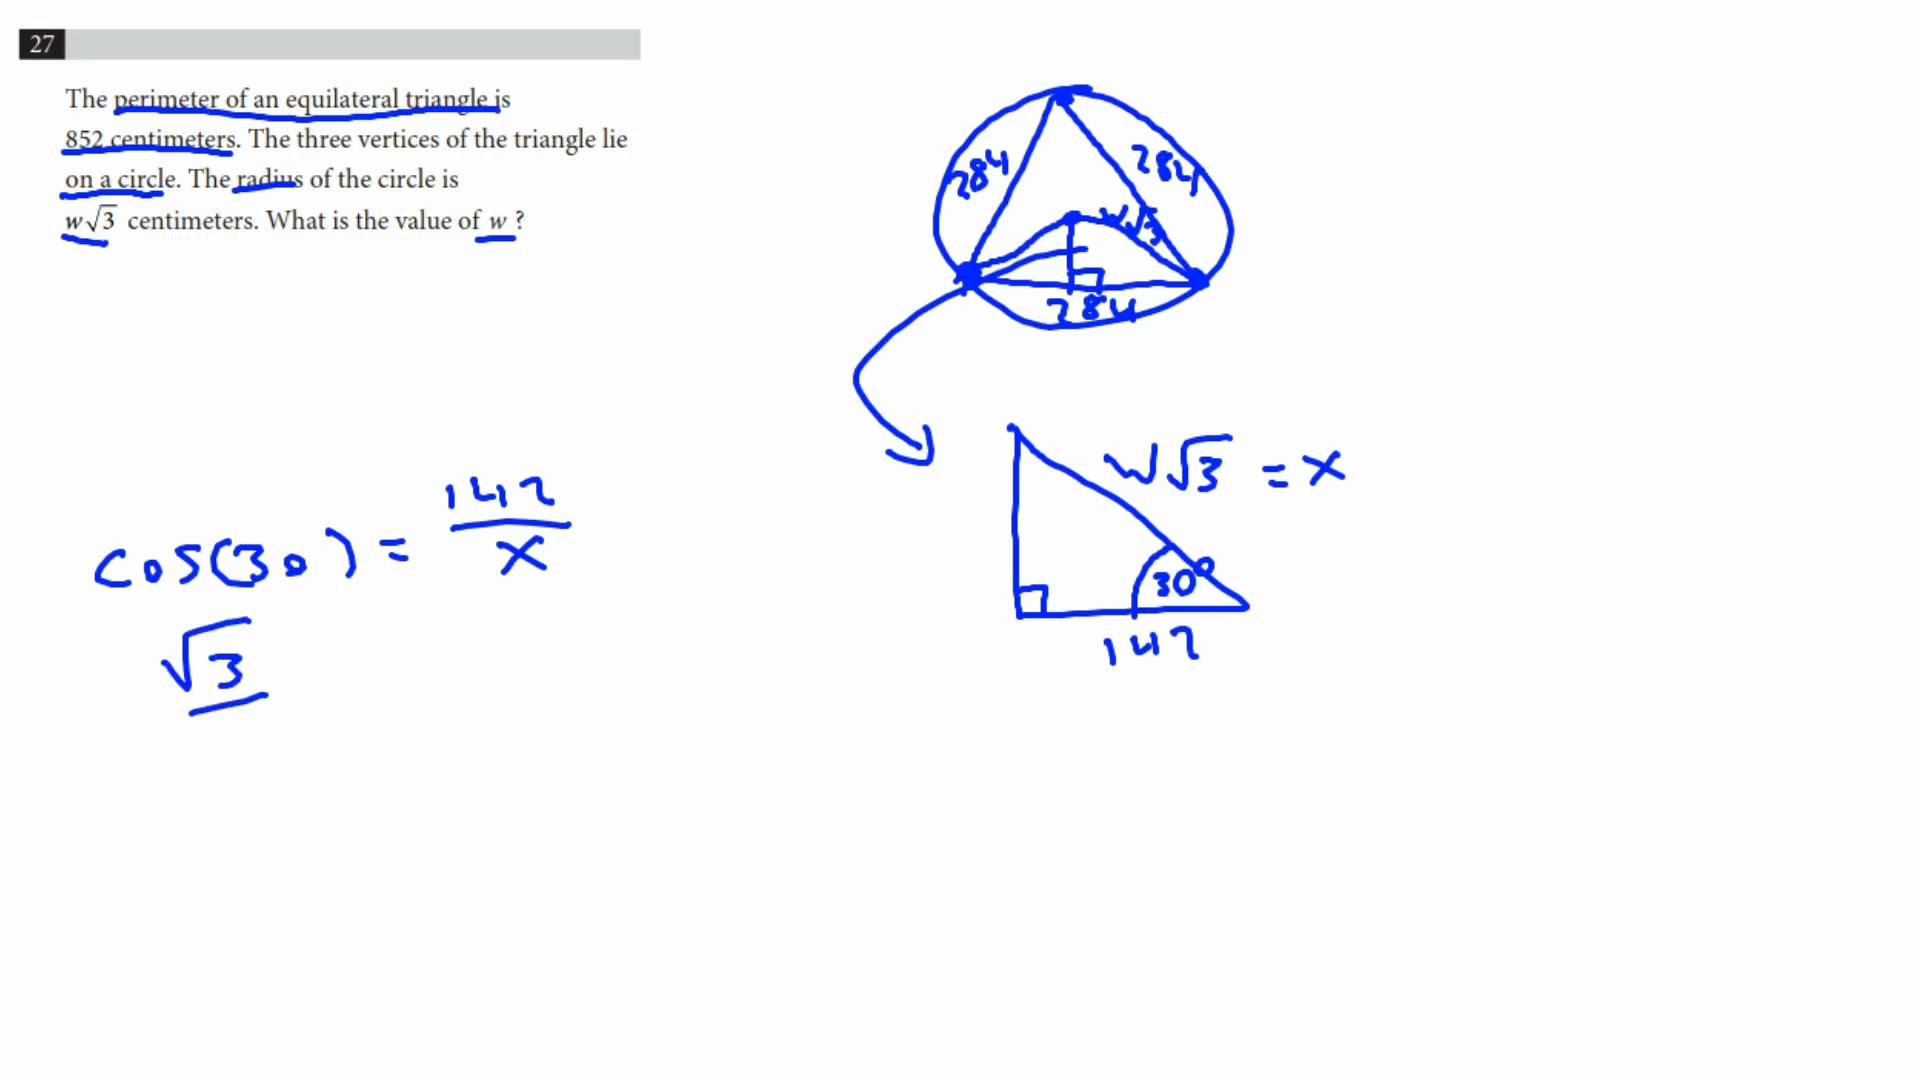 27
The perimeter of an equilateral triangle is
852 centimeters. The three vertices of the triangle lie
on a circle. The radius of the circle is
w√3 centimeters. What is the value of w ?
284
284
w√3
284
w√3 = x
30°
142
cos(30) = 142/x
√3